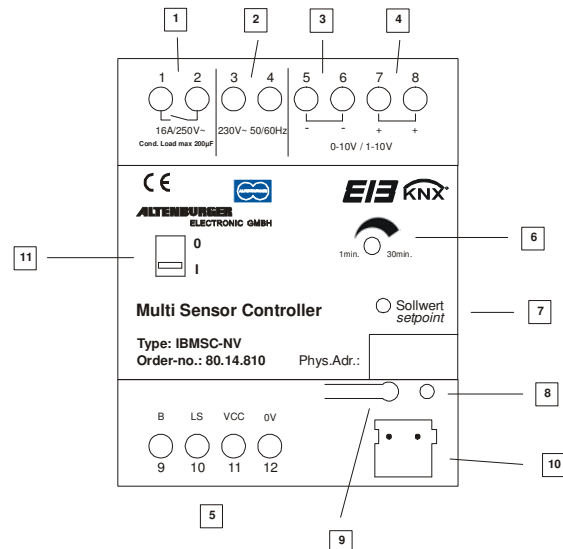 1 2 3 4
1 2 3 4 5 6 7 8
- - + +
16A/250V~ 230V~ 50/60Hz
Cond. Load max 200µF
0-10V / 1-10V
CE EIB KNX
ALTENBURGER
ELECTRONIC GMBH
6
1min. 30min.
11
0
I
Multi Sensor Controller
Sollwert
setpoint
7
Type: IBMSC-NV
Order-no.: 80.14.810 Phys.Adr.:
8
B LS VCC 0V
9 10 11 12
10
5
9